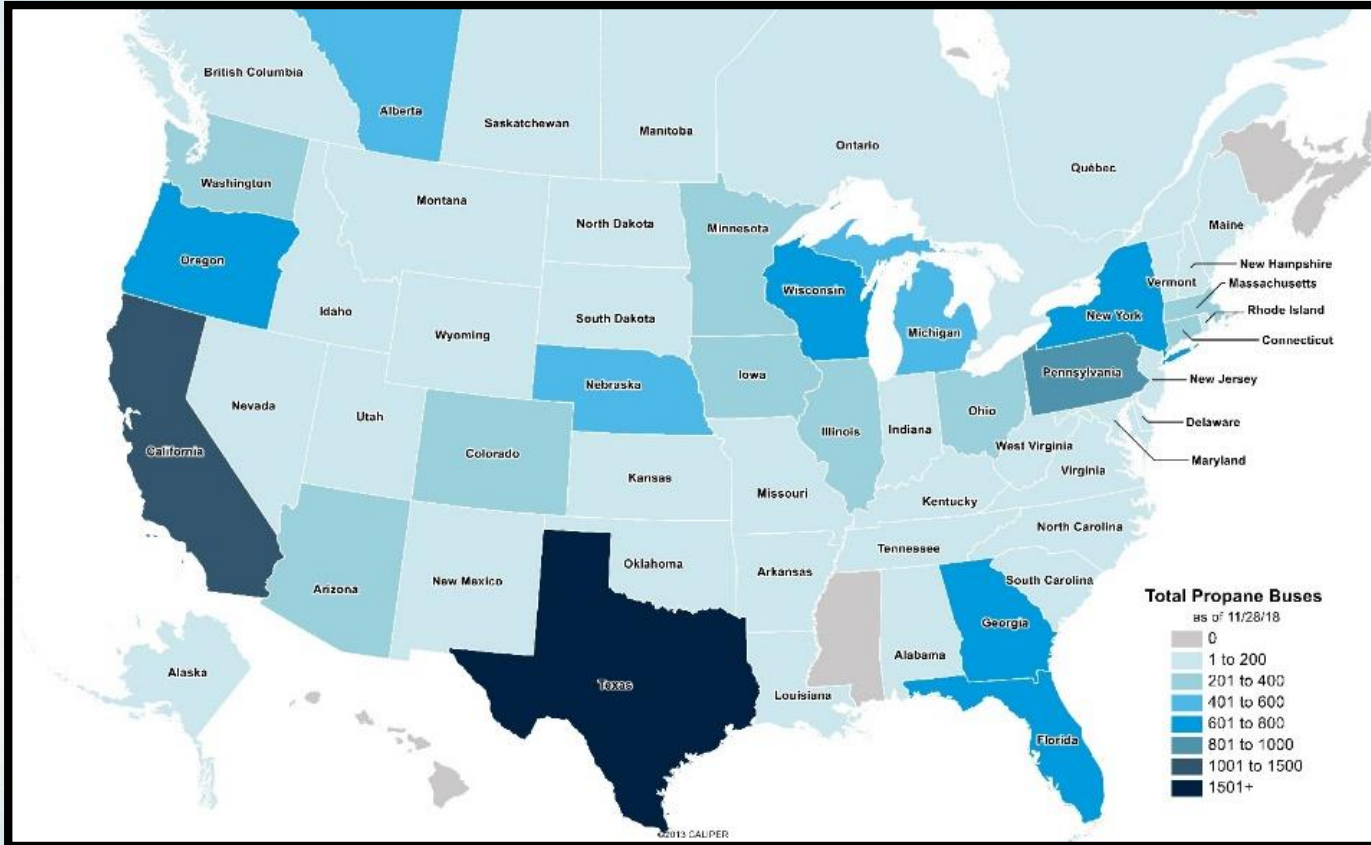 British Columbia
Alberta
Saskatchewan
Manitoba
Ontario
Québec
Washington
Montana
North Dakota
Minnesota
Maine
Oregon
Idaho
Wyoming
South Dakota
Wisconsin
Michigan
New York
Vermont
New Hampshire
Massachusetts
Rhode Island
Connecticut
Nebraska
Iowa
Pennsylvania
New Jersey
Nevada
Utah
Colorado
Illinois
Indiana
Ohio
Delaware
California
Kansas
Missouri
West Virginia
Virginia
Maryland
Kentucky
North Carolina
Arizona
New Mexico
Oklahoma
Arkansas
Tennessee
South Carolina
Georgia
Alaska
Texas
Louisiana
Alabama
Florida
Total Propane Buses
as of 11/28/18
0
1 to 200
201 to 400
401 to 600
601 to 800
801 to 1000
1001 to 1500
1501+
©2013 CALIPER